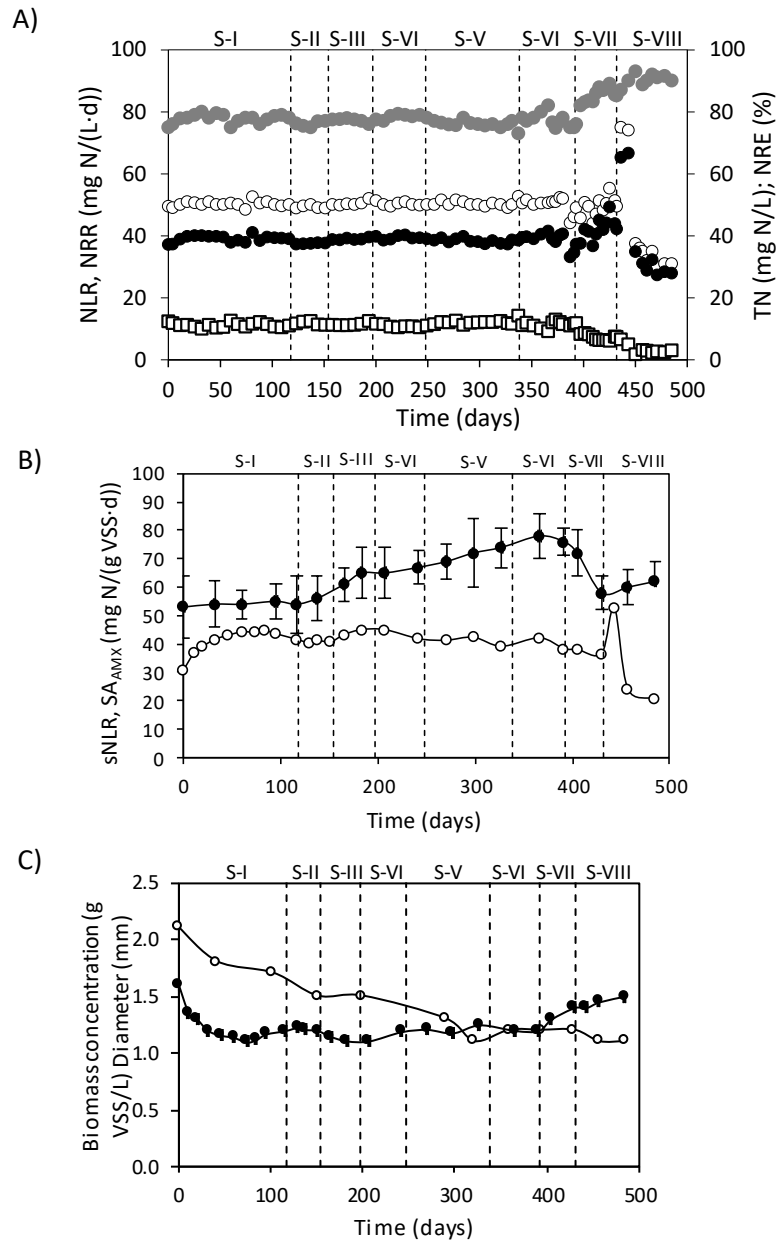 A)
S-I S-II S-III S-VI S-V S-VI S-VII S-VIII
100 100
80 80
60 60
40 40
20 20
0 0
NLR, NRR (mg N/(L·d))
TN (mg N/L); NRE (%)
0 50 100 150 200 250 300 350 400 450 500
Time (days)
B)
S-I S-II S-III S-VI S-V S-VI S-VII S-VIII
100
90
80
70
60
50
40
30
20
10
0
sNLR, SA_AMX (mg N/(g VSS·d))
0 100 200 300 400 500
Time (days)
C)
S-I S-II S-III S-VI S-V S-VI S-VII S-VIII
2.5
2.0
1.5
1.0
0.5
0.0
Biomass concentration (g
VSS/L) Diameter (mm)
0 100 200 300 400 500
Time (days)